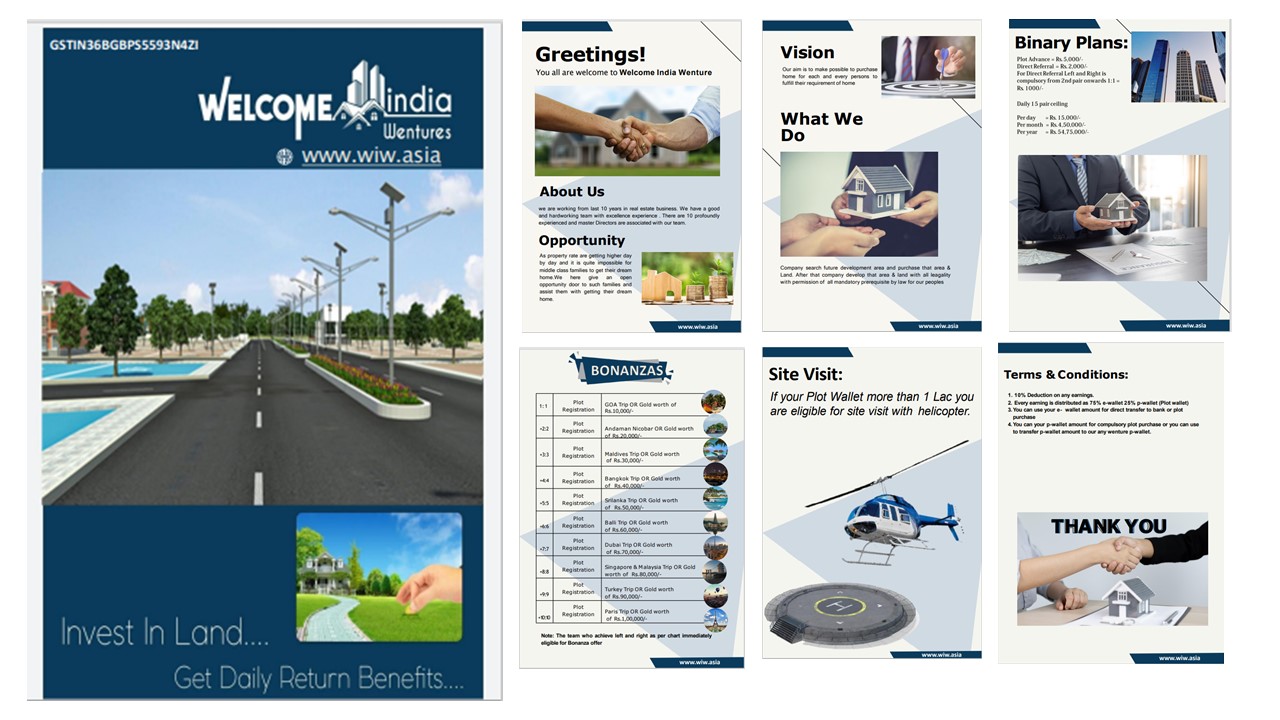 GSTIN36BGBPS5593N4ZI
WELCOME india
Wentures
www.wiw.asia
Invest In Land....
Get Daily Return Benefits....
Greetings!
You all are welcome to Welcome India Wenture
About Us
we are working from last 10 years in real estate business. We have a good
and hardworking team with excellence experience . There are 10 profoundly
experienced and master Directors are associated with our team.
Opportunity
As property rate are getting higher day
by day and it is quite impossible for
middle class families to get their dream
home.We here give an open
opportunity door to such families and
assist them with getting their dream
home.
www.wiw.asia
Vision
Our aim is to make possible to purchase
home for each and every persons to
fulfill their requirement of home
What We
Do
Company search future development area and purchase that area &
Land. After that company develop that area & land with all leagality
with permission of all mandatory prerequisite by law for our peoples
www.wiw.asia
Binary Plans:
Plot Advance = Rs. 5,000/-
Direct Referral = Rs. 2,000/-
For Direct Referral Left and Right is
compulsory from 2nd pair onwards 1:1 =
Rs. 1000/-
Daily 15 pair ceiling
Per day = Rs. 15,000/-
Per month = Rs. 4,50,000/-
Per year = Rs. 54,75,000/-
www.wiw.asia
BONANZAS
1:1 Plot Registration GOA Trip OR Gold worth of Rs.10,000/-
+2:2 Plot Registration Andaman Nicobar OR Gold worth of Rs.20,000/-
+3:3 Plot Registration Maldives Trip OR Gold worth of Rs.30,000/-
+4:4 Plot Registration Bangkok Trip OR Gold worth of Rs.40,000/-
+5:5 Plot Registration Srilanka Trip OR Gold worth of Rs.50,000/-
+6:6 Plot Registration Balli Trip OR Gold worth of Rs.60,000/-
+7:7 Plot Registration Dubai Trip OR Gold worth of Rs.70,000/-
+8:8 Plot Registration Singapore & Malaysia Trip OR Gold worth of Rs.80,000/-
+9:9 Plot Registration Turkey Trip OR Gold worth of Rs.90,000/-
+10:10 Plot Registration Paris Trip OR Gold worth of Rs.1,00,000/-
Note: The team who achieve left and right as per chart immediately
eligible for Bonanza offer
www.wiw.asia
Site Visit:
If your Plot Wallet more than 1 Lac you
are eligible for site visit with helicopter.
H
www.wiw.asia
Terms & Conditions:
1. 10% Deduction on any earnings.
2. Every earning is distributed as 75% e-wallet 25% p-wallet (Plot wallet)
3. You can use your e- wallet amount for direct transfer to bank or plot
purchase
4. You can your p-wallet amount for compulsory plot purchase or you can use
to transfer p-wallet amount to our any wenture p-wallet.
THANK YOU
www.wiw.asia